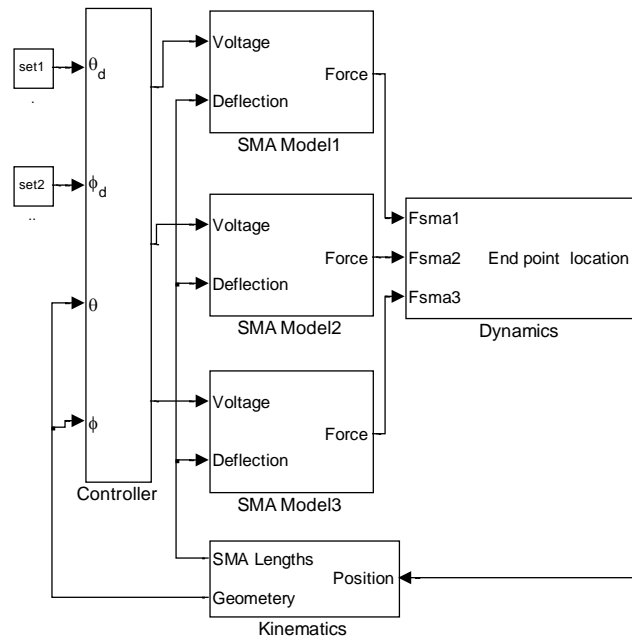 set1
.
set2
..
θd
ϕd
θ
ϕ
Controller
Voltage
Deflection
Force
SMA Model1
Voltage
Deflection
Force
SMA Model2
Voltage
Deflection
Force
SMA Model3
Fsma1
Fsma2
Fsma3
End point location
Dynamics
SMA Lengths
Geometery
Position
Kinematics